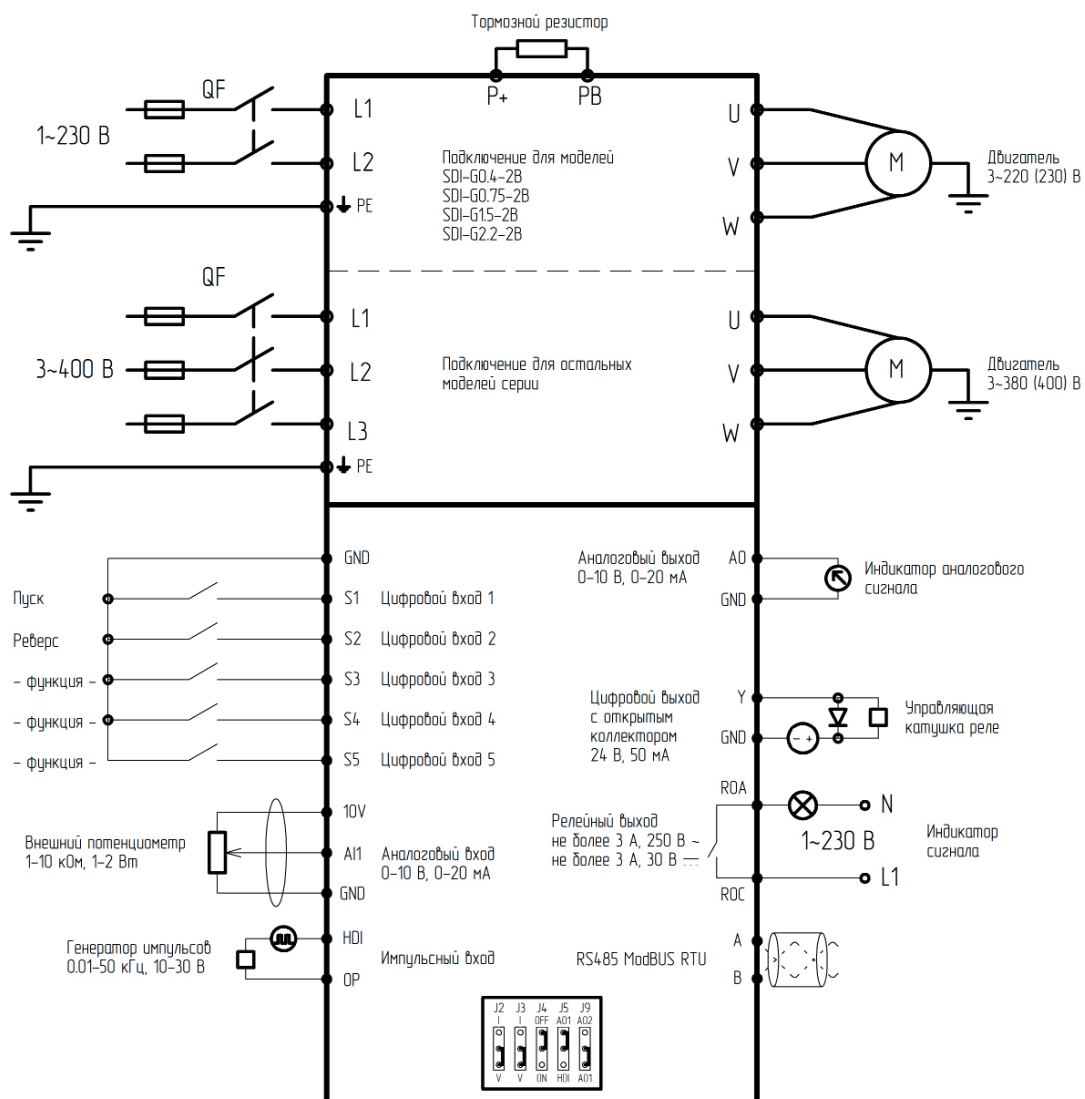 Тормозной резистор
P+ PB
QF
1~230 В
L1
L2
PE
Подключение для моделей
SDI-G0.4-2B
SDI-G0.75-2B
SDI-G1.5-2B
SDI-G2.2-2B
U
V
W
M
Двигатель
3~220 (230) В
QF
3~400 В
L1
L2
L3
PE
Подключение для остальных
моделей серии
U
V
W
M
Двигатель
3~380 (400) В
GND
Пуск S1 Цифровой вход 1
Реверс S2 Цифровой вход 2
- функция - S3 Цифровой вход 3
- функция - S4 Цифровой вход 4
- функция - S5 Цифровой вход 5
Внешний потенциометр
1-10 кОм, 1-2 Вт
10V
AI1
GND
Аналоговый вход
0-10 В, 0-20 мА
Генератор импульсов
0.01-50 кГц, 10-30 В
HDI
OP
Импульсный вход
Аналоговый выход
0-10 В, 0-20 мА
AO
GND
Индикатор аналогового
сигнала
Цифровой выход
с открытым
коллектором
24 В, 50 мА
Y
GND
- +
Управляющая
катушка реле
Релейный выход
не более 3 А, 250 В ~
не более 3 А, 30 В
ROA
ROC
N
1~230 В
L1
Индикатор
сигнала
RS485 ModBUS RTU
A
B
J2 J3 J4 J5 J9
I I OFF AO1 AO2
V V ON HDI AO1